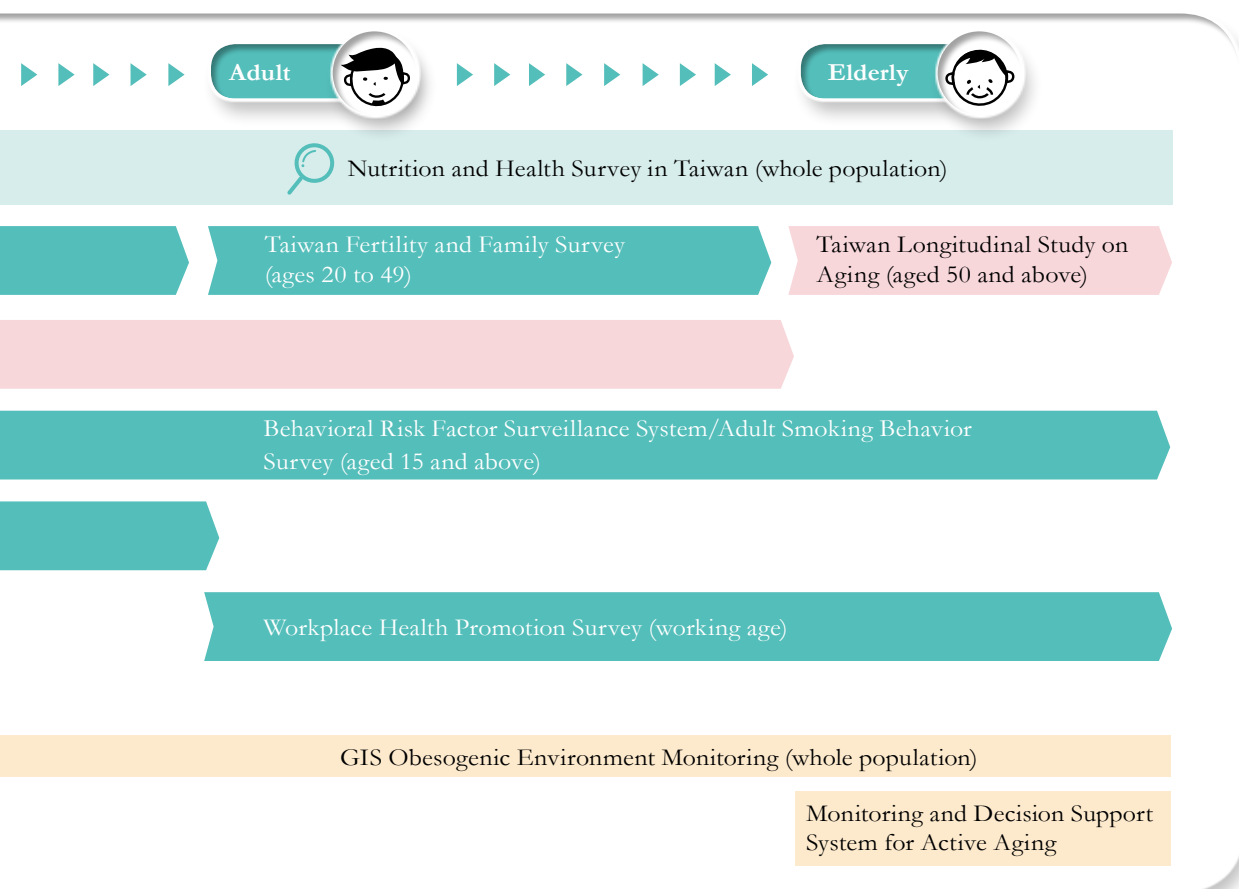 Adult
Elderly
Nutrition and Health Survey in Taiwan (whole population)
Taiwan Fertility and Family Survey
(ages 20 to 49)
Taiwan Longitudinal Study on
Aging (aged 50 and above)
Behavioral Risk Factor Surveillance System/Adult Smoking Behavior
Survey (aged 15 and above)
Workplace Health Promotion Survey (working age)
GIS Obesogenic Environment Monitoring (whole population)
Monitoring and Decision Support
System for Active Aging